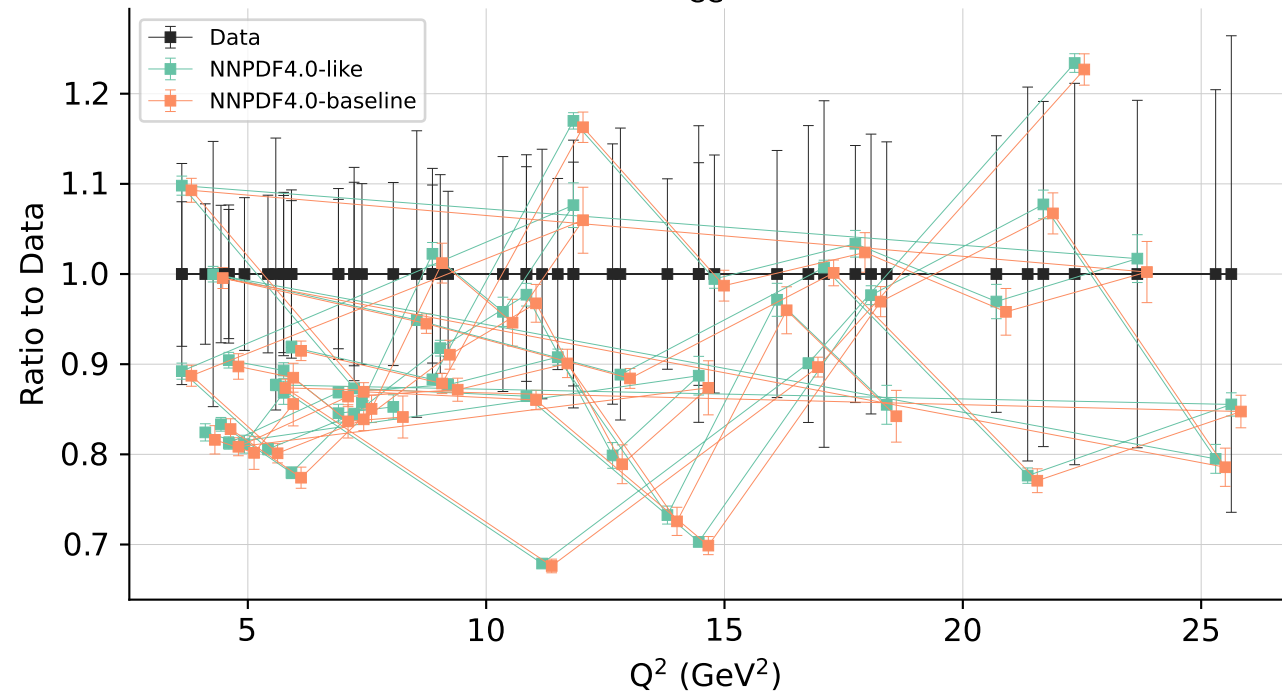 Data
NNPDF4.0-like
NNPDF4.0-baseline
1.2
1.1
1.0
0.9
0.8
0.7
Ratio to Data
5
10
15
20
25
Q² (GeV²)